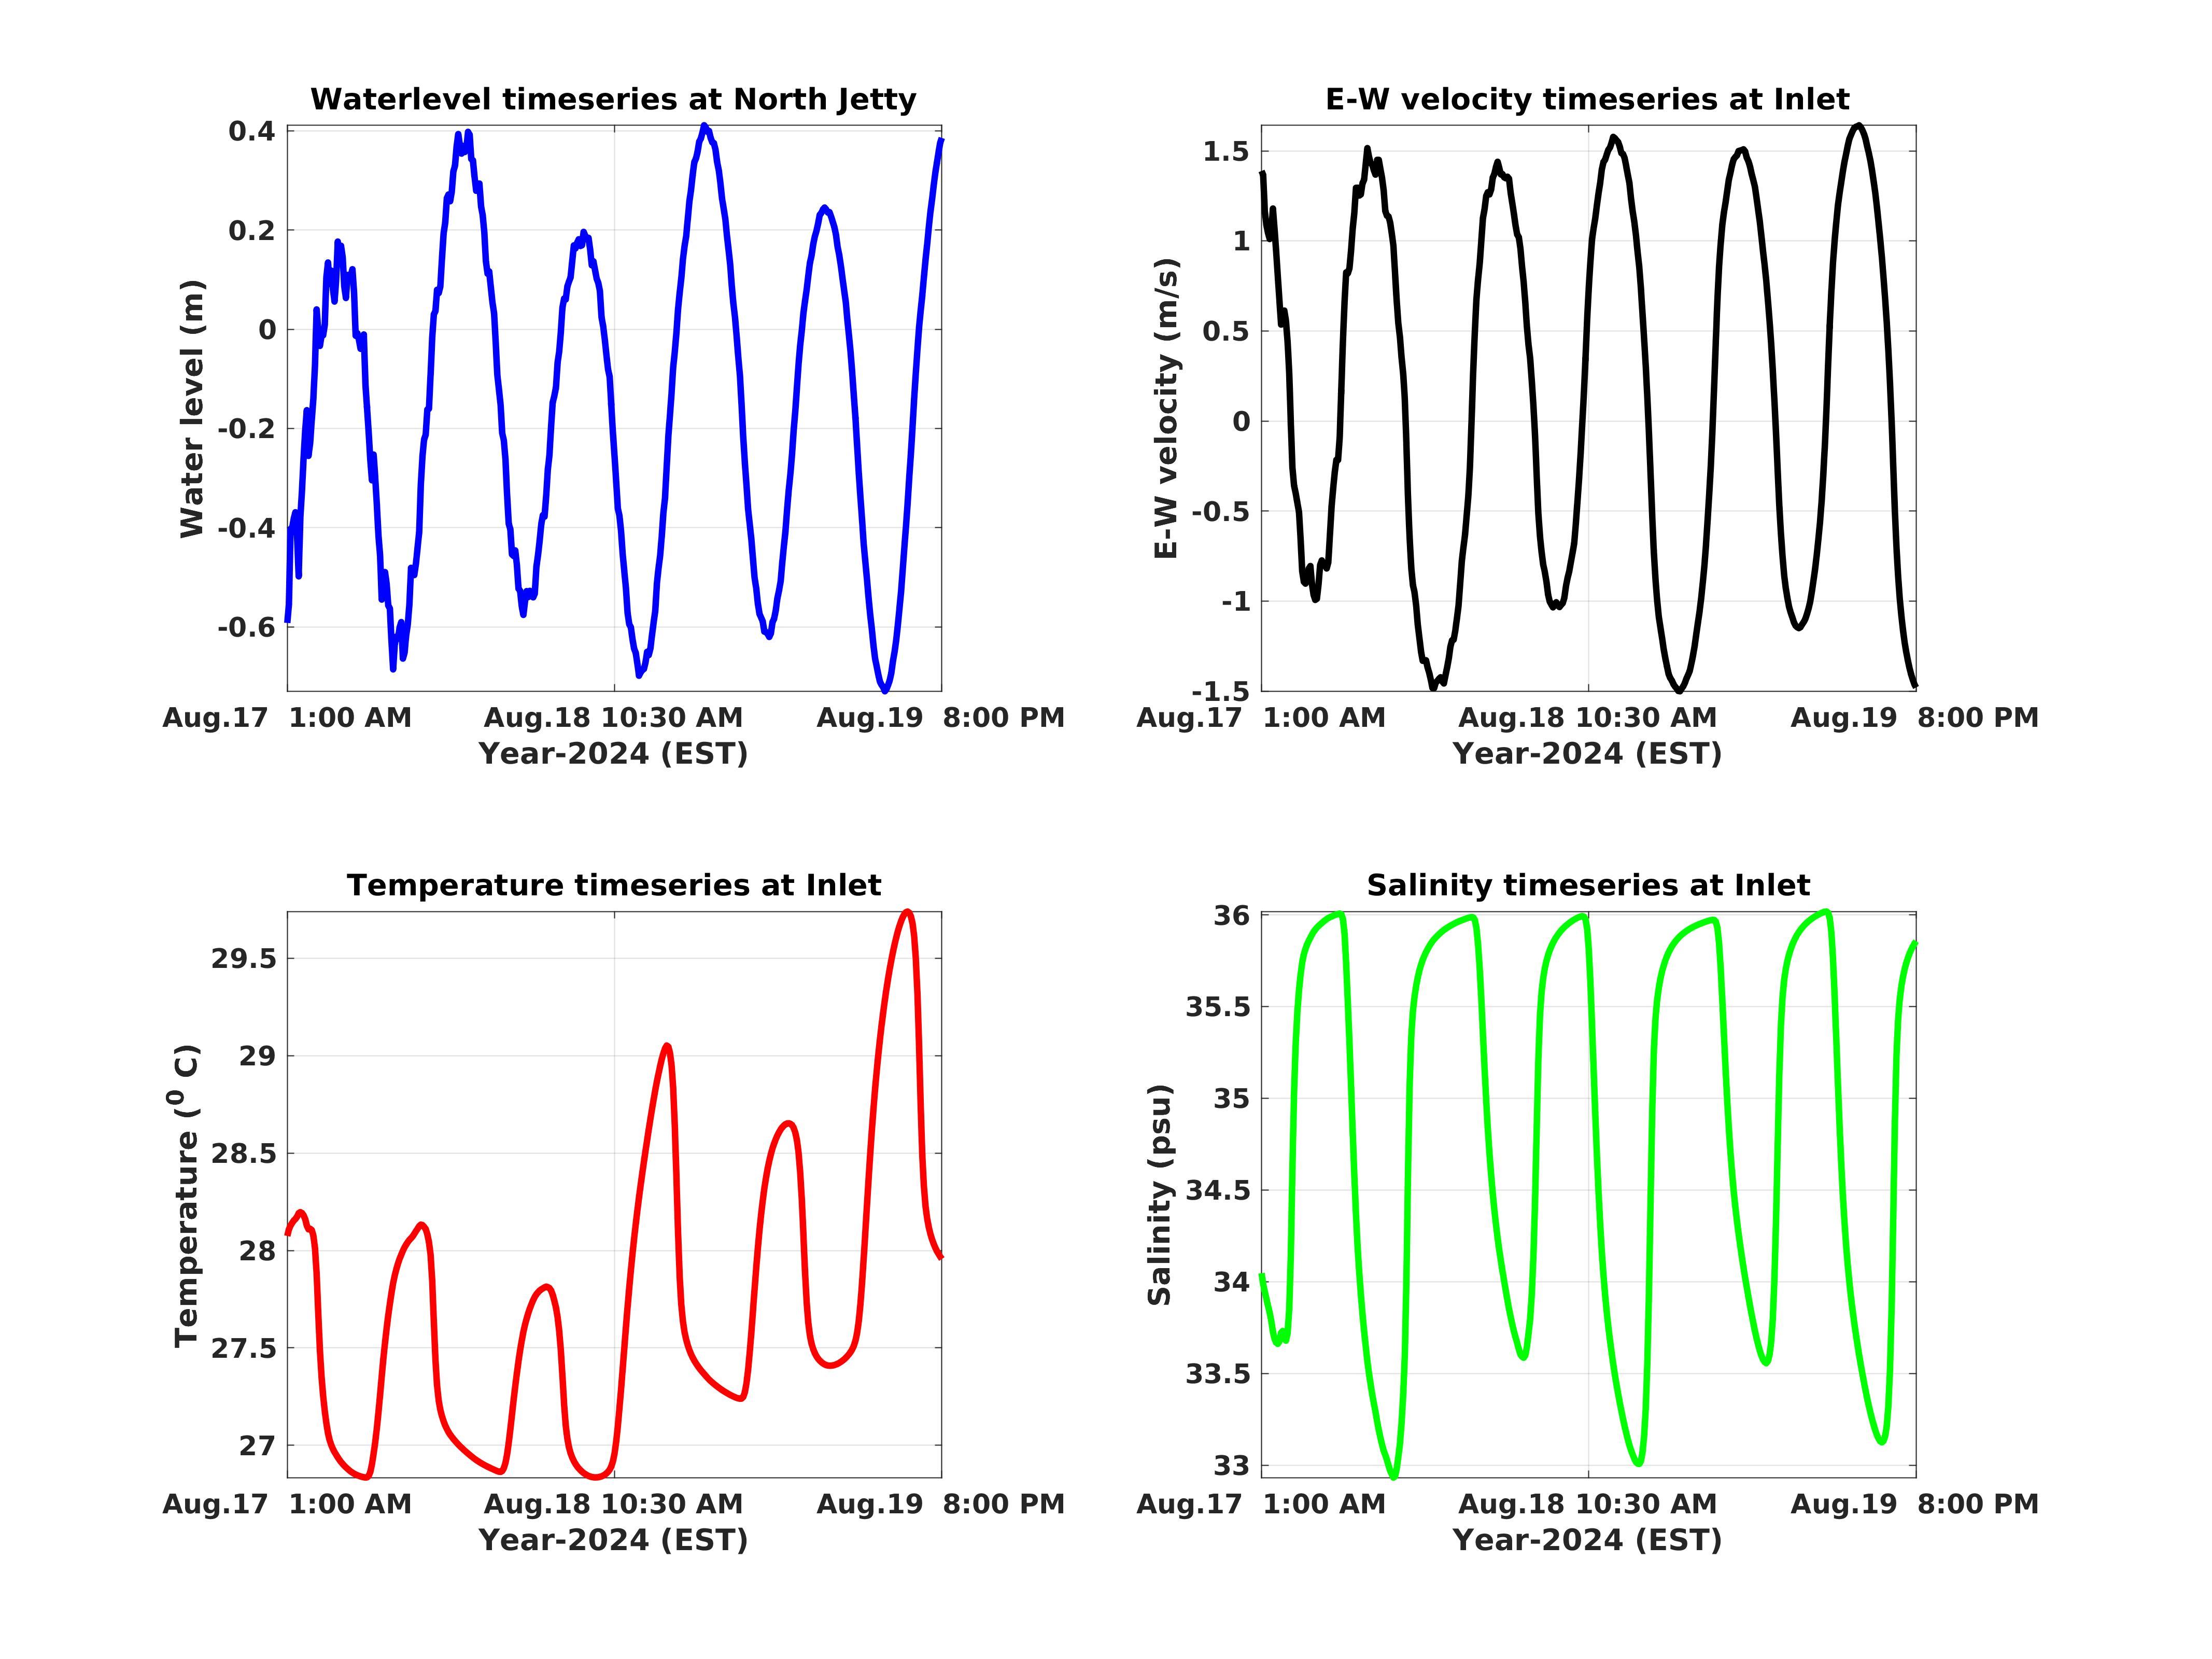 Waterlevel timeseries at North Jetty
0.4
0.2
0
-0.2
-0.4
-0.6
Water level (m)
Aug.17 1:00 AM Aug.18 10:30 AM Aug.19 8:00 PM
Year-2024 (EST)
E-W velocity timeseries at Inlet
1.5
1
0.5
0
-0.5
-1
-1.5
E-W velocity (m/s)
Aug.17 1:00 AM Aug.18 10:30 AM Aug.19 8:00 PM
Year-2024 (EST)
Temperature timeseries at Inlet
29.5
29
28.5
28
27.5
27
Temperature (⁰ C)
Aug.17 1:00 AM Aug.18 10:30 AM Aug.19 8:00 PM
Year-2024 (EST)
Salinity timeseries at Inlet
36
35.5
35
34.5
34
33.5
33
Salinity (psu)
Aug.17 1:00 AM Aug.18 10:30 AM Aug.19 8:00 PM
Year-2024 (EST)